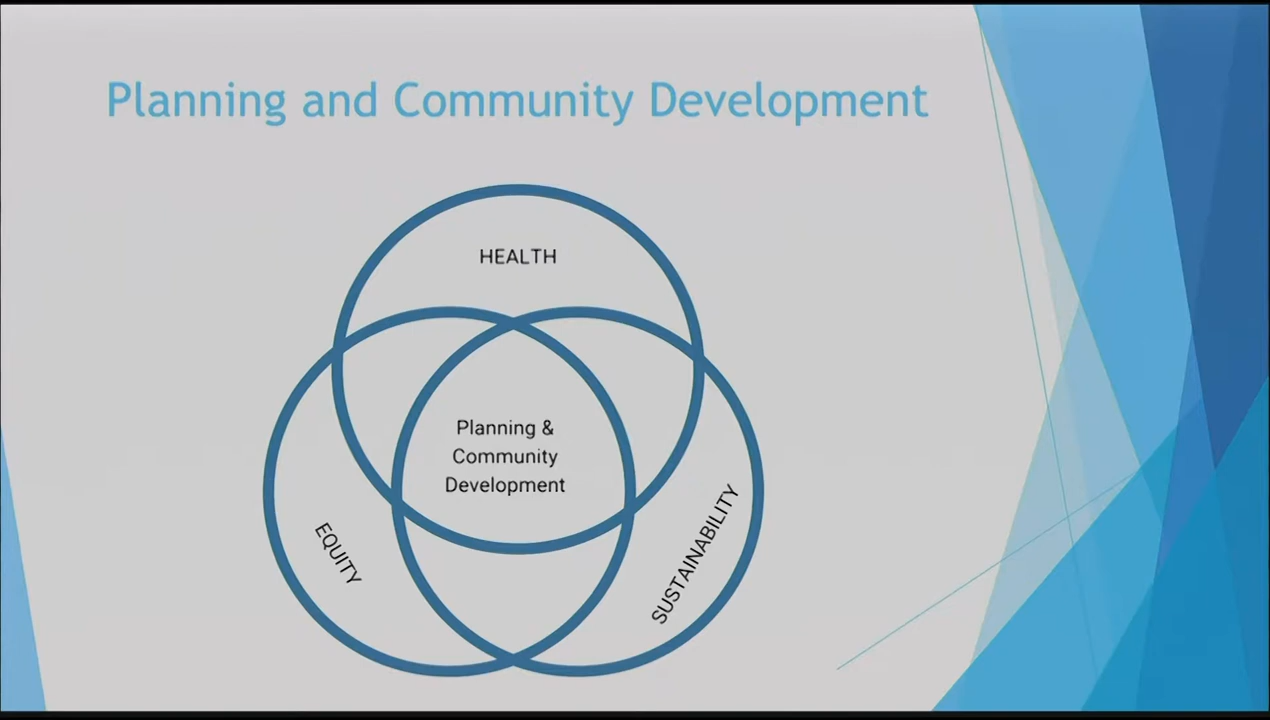 Planning and Community Development
HEALTH
Planning &
Community
Development
EQUITY
SUSTAINABILITY